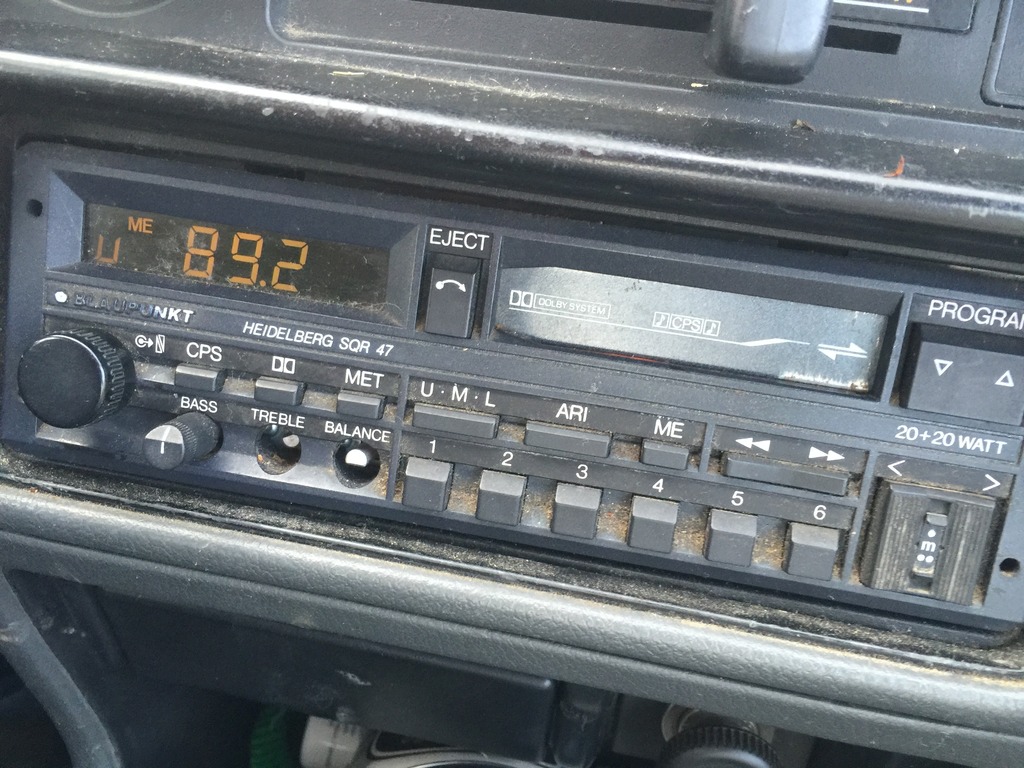 ME
U 89.2
EJECT
BLAUPUNKT
HEIDELBERG SQR 47
DOLBY SYSTEM
CPS
PROGRAM
CPS
MET
BASS
TREBLE
BALANCE
U·M·L
ARI
ME
20+20 WATT
1 2 3 4 5 6
m